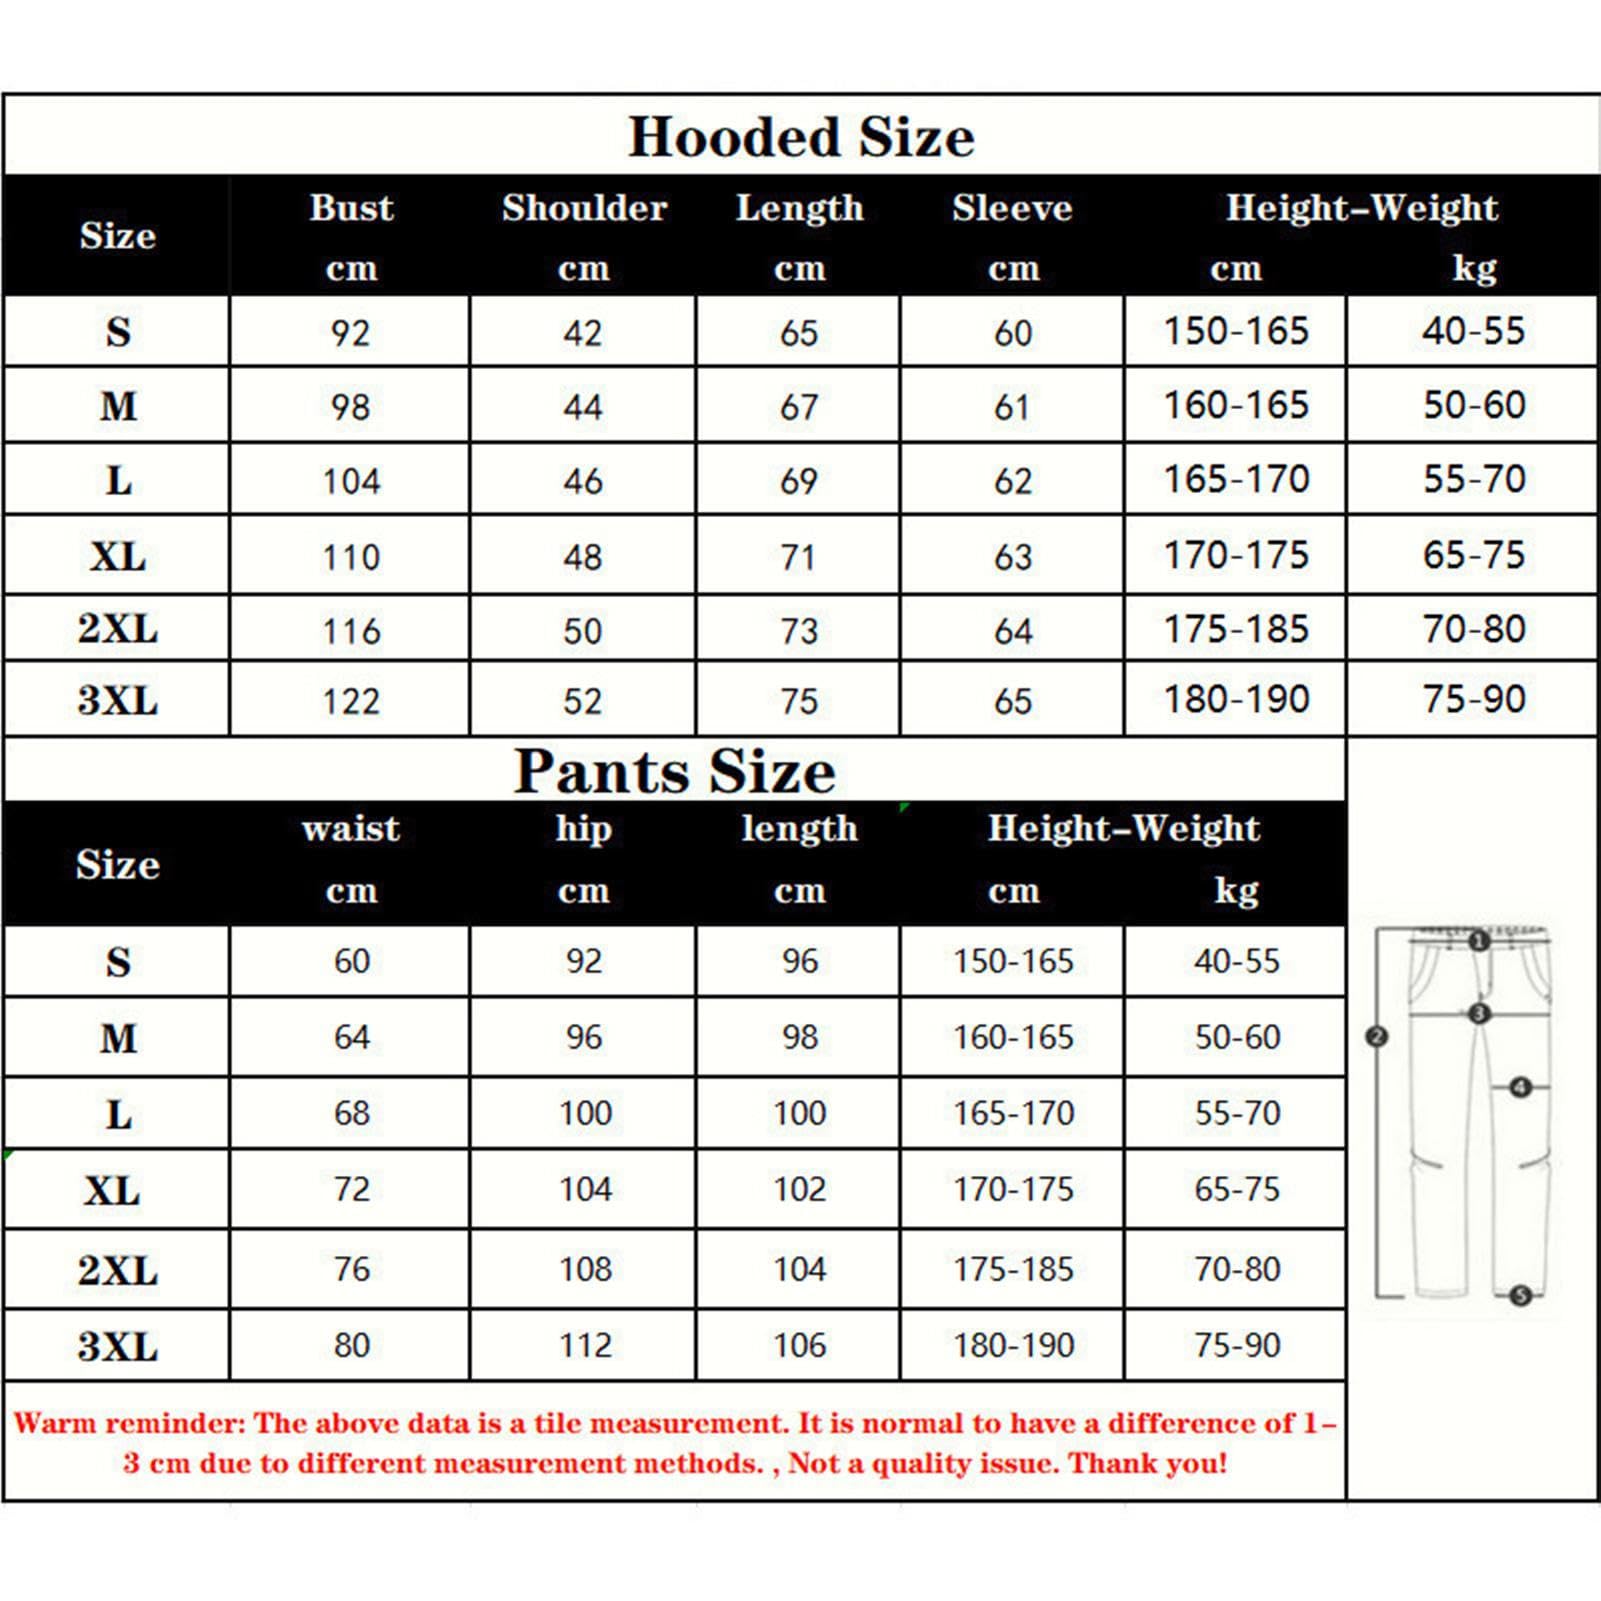 Hooded Size
Size Bust Shoulder Length Sleeve Height-Weight
cm cm cm cm cm kg
S 92 42 65 60 150-165 40-55
M 98 44 67 61 160-165 50-60
L 104 46 69 62 165-170 55-70
XL 110 48 71 63 170-175 65-75
2XL 116 50 73 64 175-185 70-80
3XL 122 52 75 65 180-190 75-90
Pants Size
Size waist hip length Height-Weight
cm cm cm cm kg
S 60 92 96 150-165 40-55
M 64 96 98 160-165 50-60
L 68 100 100 165-170 55-70
XL 72 104 102 170-175 65-75
2XL 76 108 104 175-185 70-80
3XL 80 112 106 180-190 75-90
1
3
2
4
5
Warm reminder: The above data is a tile measurement. It is normal to have a difference of 1-
3 cm due to different measurement methods. , Not a quality issue. Thank you!